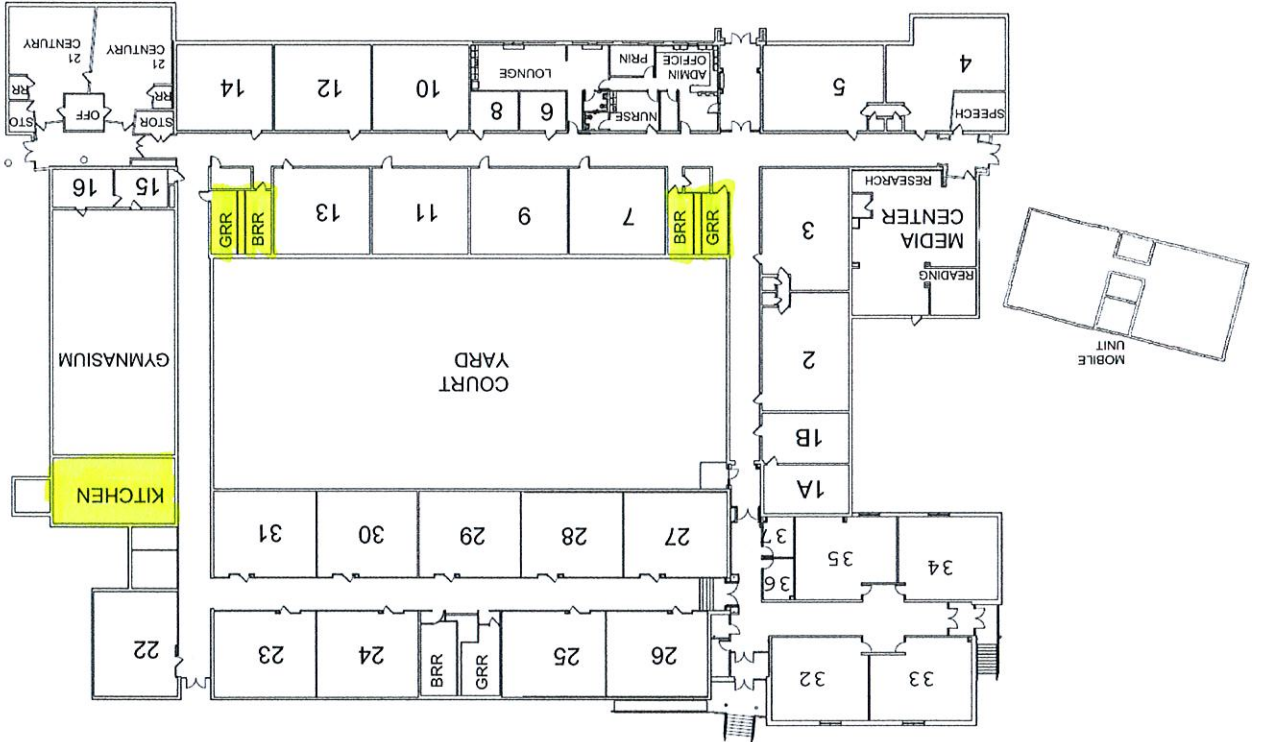 33
32
26
25
GRR
BRR
24
23
22
34
35
36
37
27
28
29
30
31
1A
1B
KITCHEN
2
COURT
YARD
GYMNASIUM
MOBILE
UNIT
READING
MEDIA
CENTER
RESEARCH
3
GRR
BRR
7
9
11
13
BRR
GRR
15
16
SPEECH
4
5
ADMIN
OFFICE
NURSE
PRIN
6
8
LOUNGE
10
12
14
STOR
OFF
STO
RR
RR
21
CENTURY
21
CENTURY